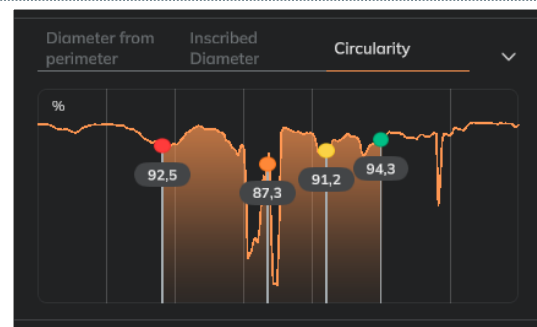 Diameter from
perimeter
Inscribed
Diameter
Circularity
%
92,5
87,3
91,2
94,3